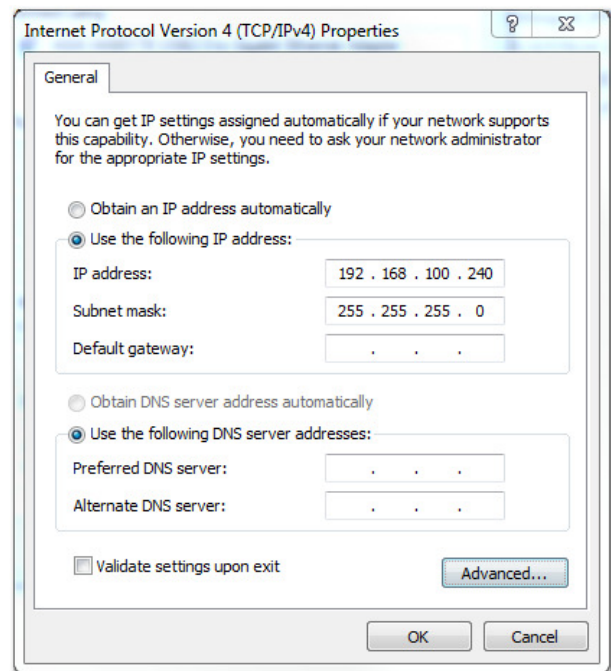 Internet Protocol Version 4 (TCP/IPv4) Properties
General
You can get IP settings assigned automatically if your network supports
this capability. Otherwise, you need to ask your network administrator
for the appropriate IP settings.
Obtain an IP address automatically
Use the following IP address:
IP address: 192 . 168 . 100 . 240
Subnet mask: 255 . 255 . 255 . 0
Default gateway: . . .
Obtain DNS server address automatically
Use the following DNS server addresses:
Preferred DNS server: . . .
Alternate DNS server: . . .
Validate settings upon exit
Advanced...
OK Cancel